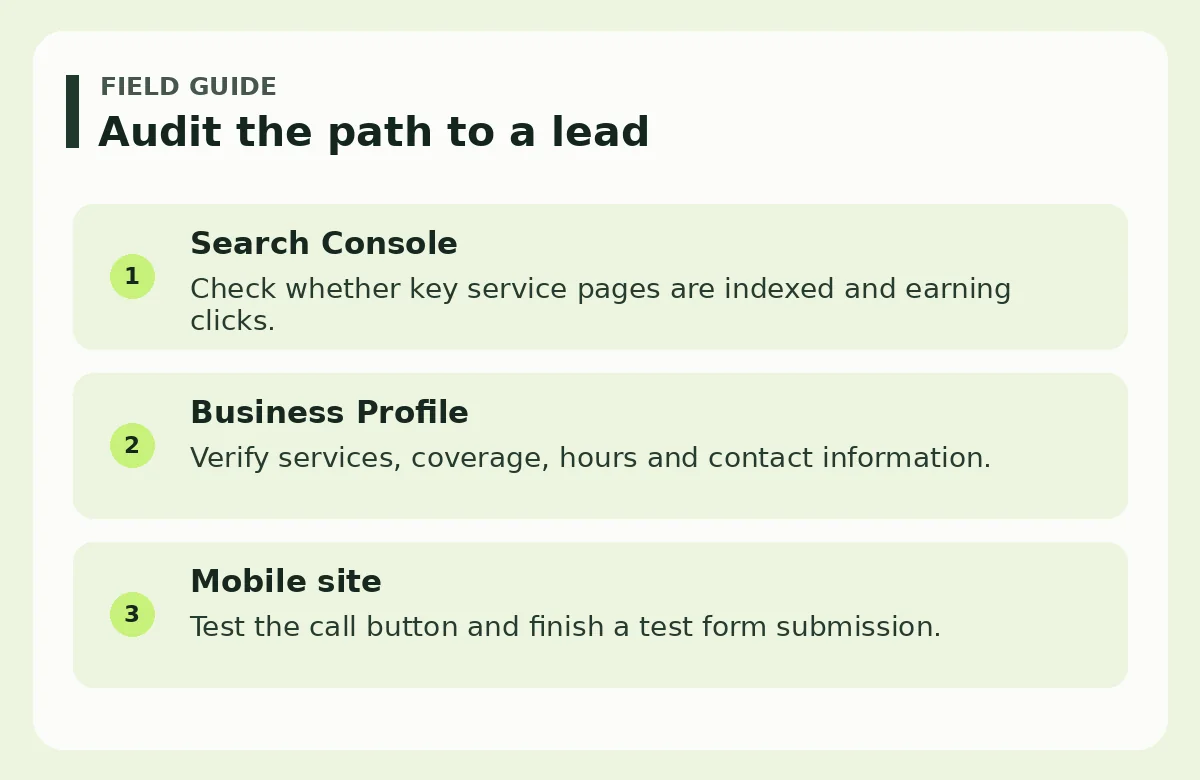 FIELD GUIDE
Audit the path to a lead
1
Search Console
Check whether key service pages are indexed and earning
clicks.
2
Business Profile
Verify services, coverage, hours and contact information.
3
Mobile site
Test the call button and finish a test form submission.